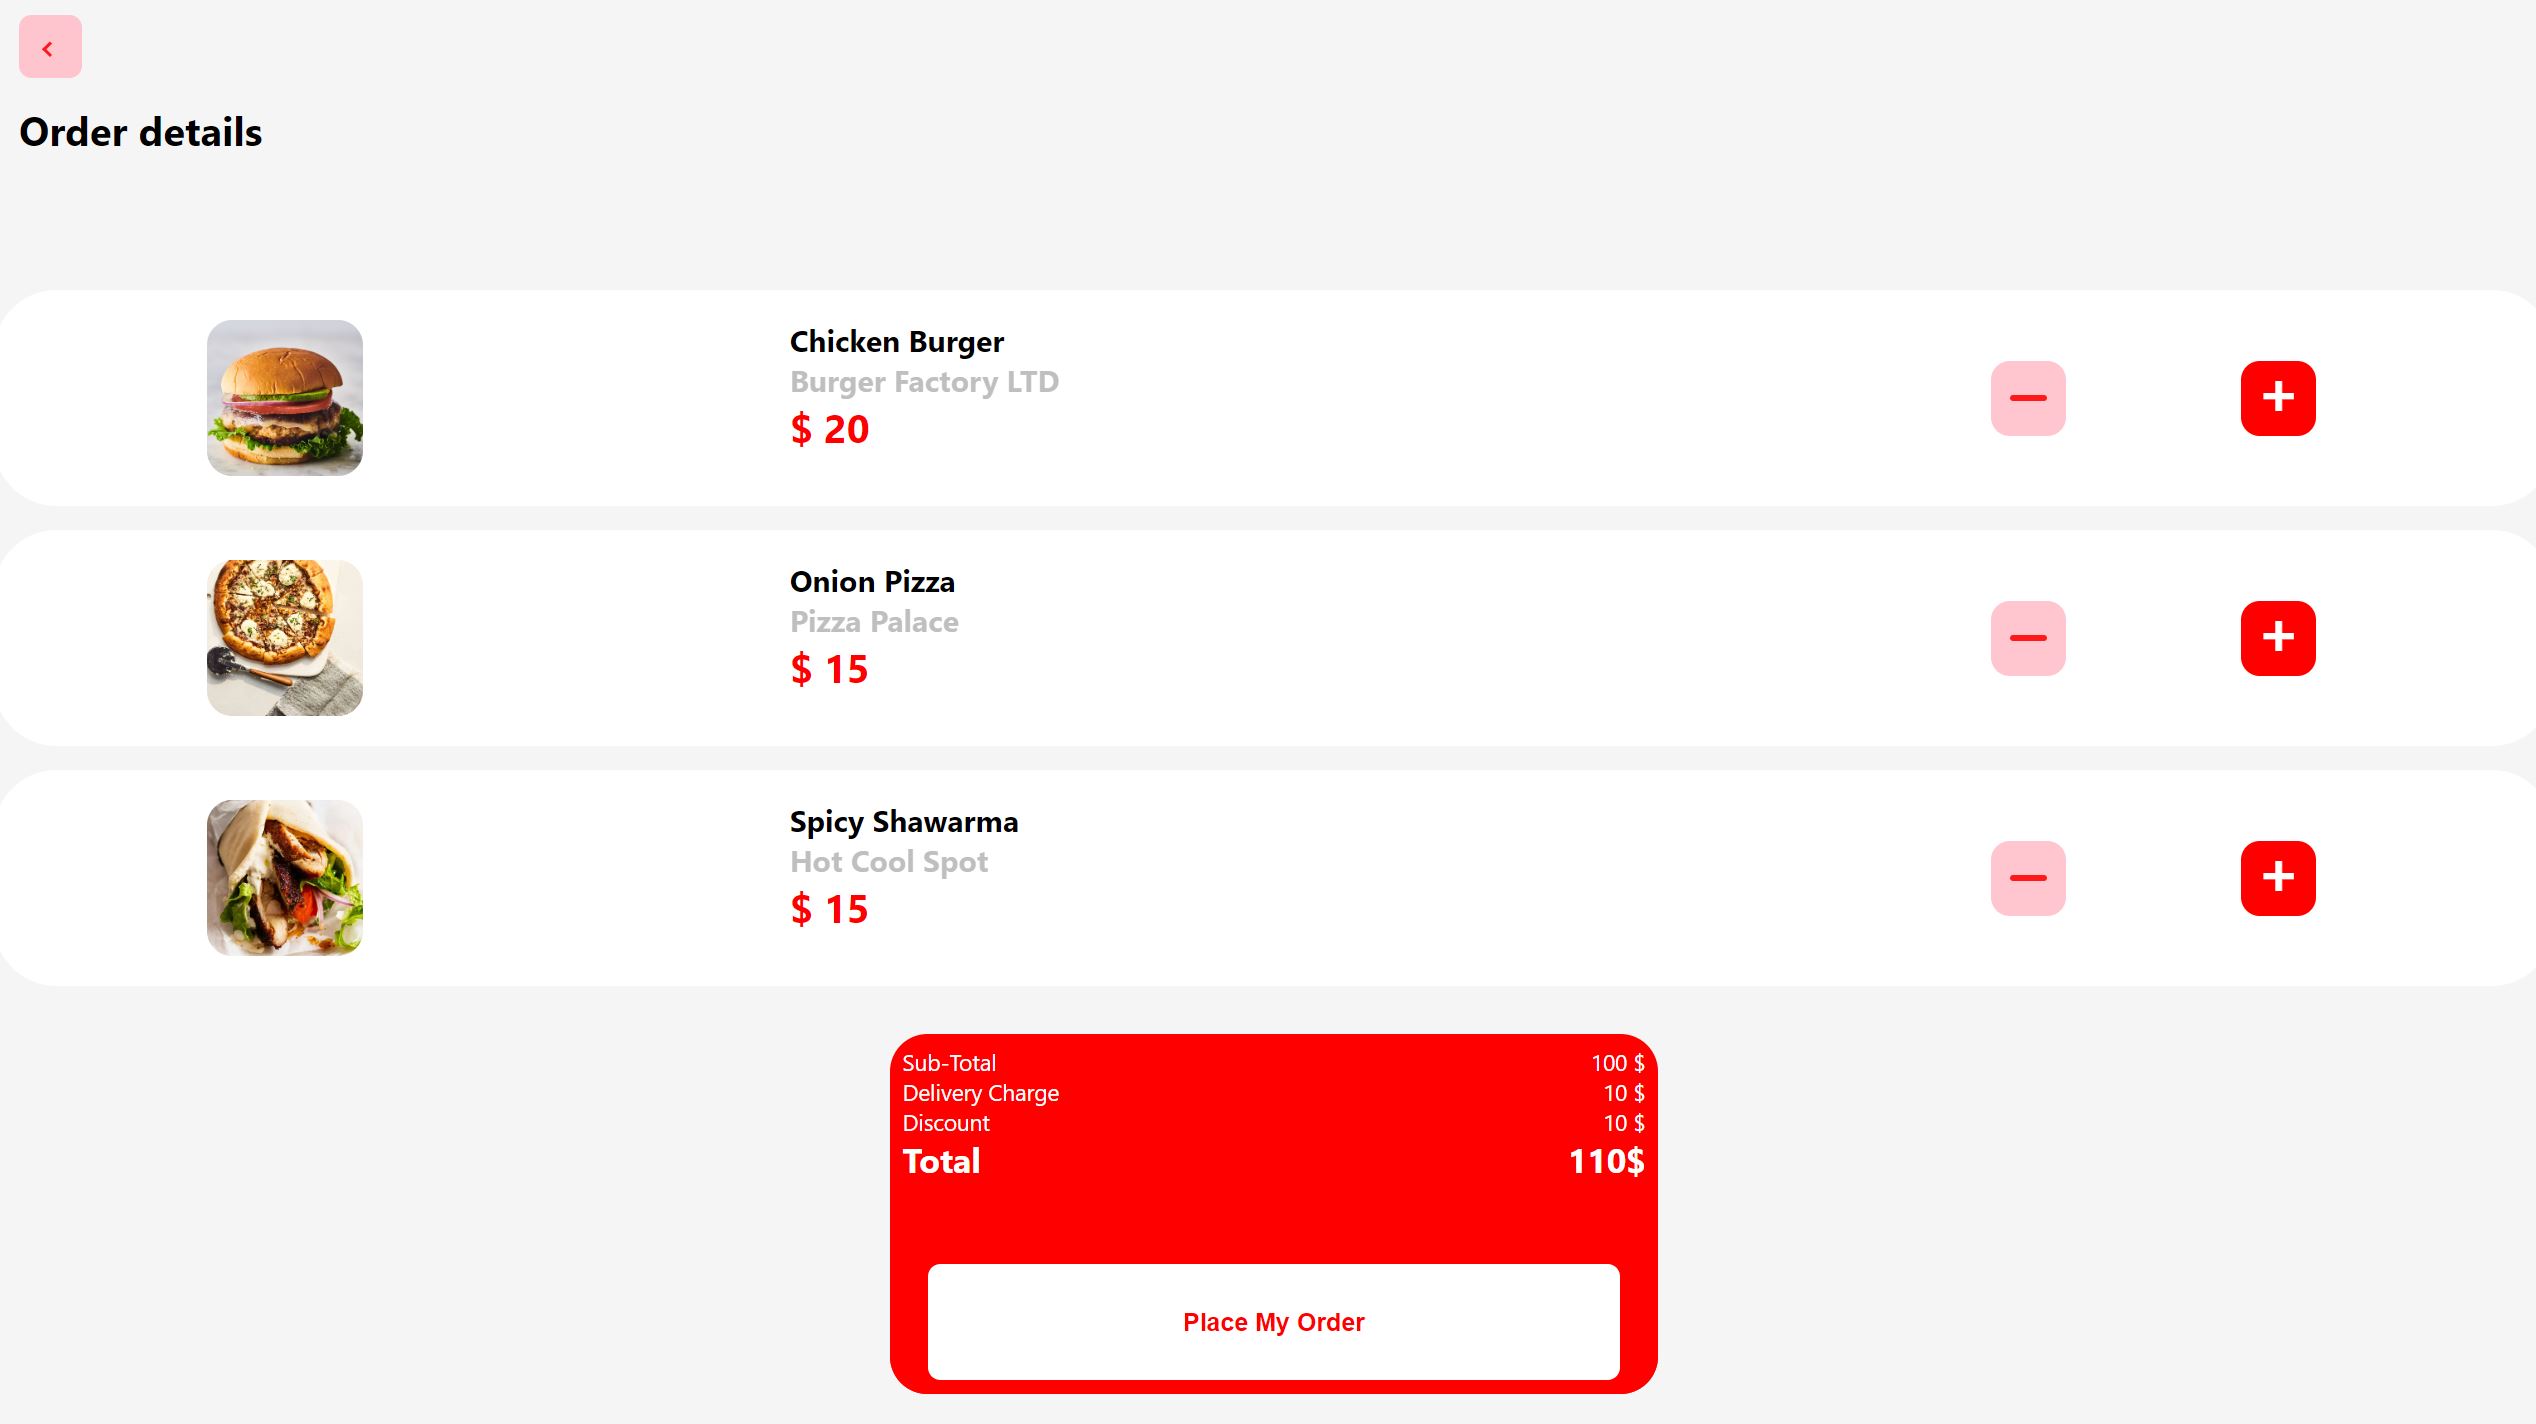 Order details
Chicken Burger
Burger Factory LTD
$ 20
Onion Pizza
Pizza Palace
$ 15
Spicy Shawarma
Hot Cool Spot
$ 15
Sub-Total 100 $
Delivery Charge 10 $
Discount 10 $
Total 110$
Place My Order